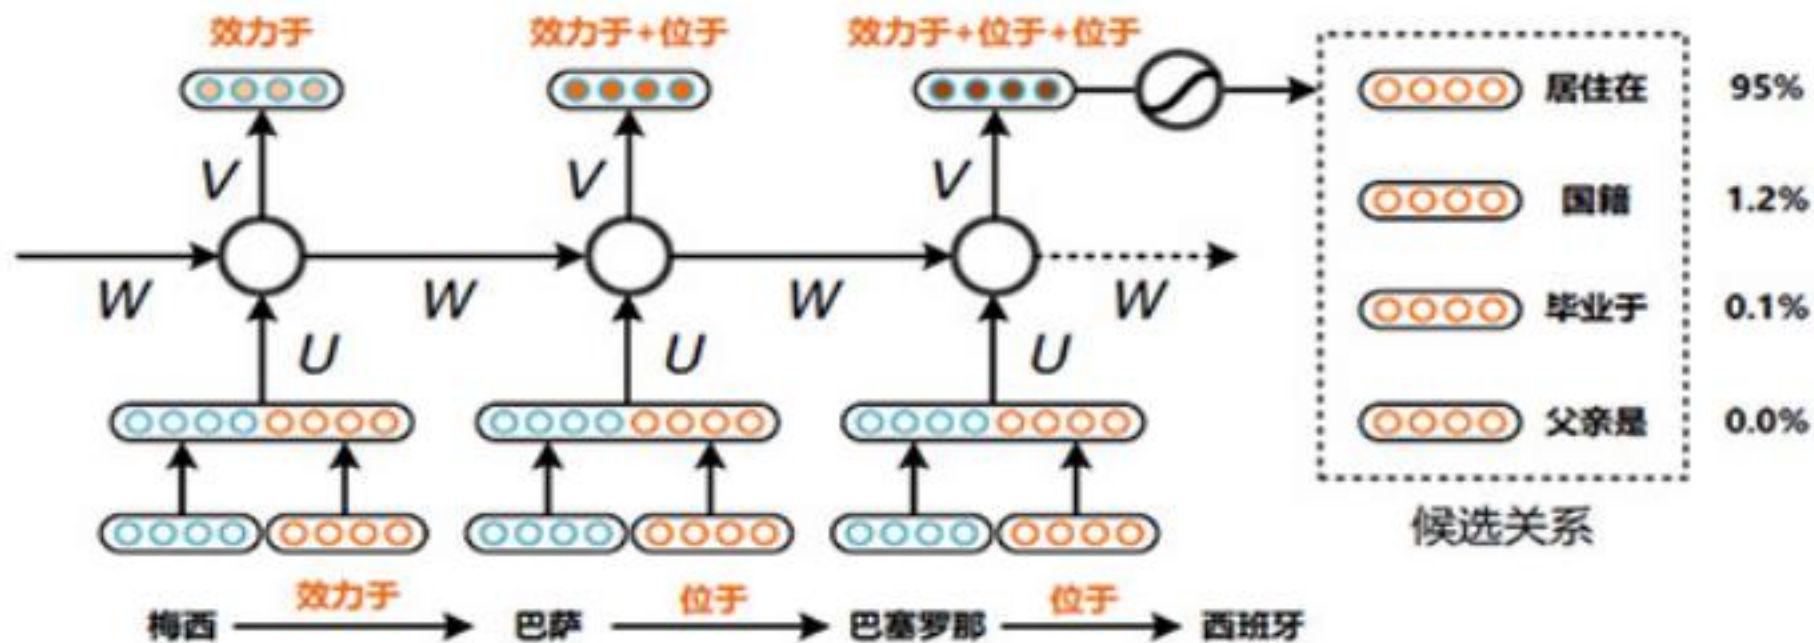 效力于 效力于+位于 效力于+位于+位于
居住在 95%
V V V
国籍 1.2%
W W W W
毕业于 0.1%
U U U
父亲是 0.0%
候选关系
效力于 位于 位于
梅西 巴萨 巴塞罗那 西班牙